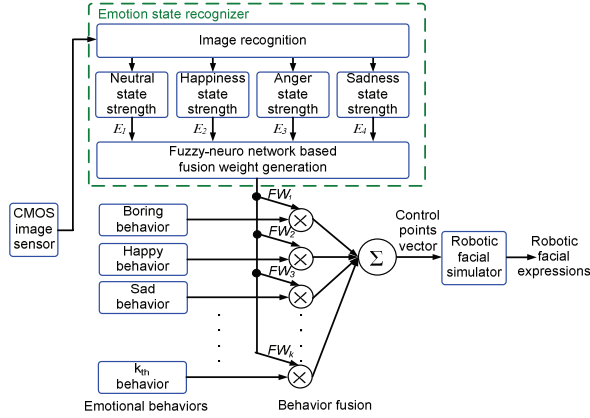 Emotion state recognizer
Image recognition
Neutral
state
strength
Happiness
state
strength
Anger
state
strength
Sadness
state
strength
E1
E2
E3
E4
Fuzzy-neuro network based
fusion weight generation
CMOS
image
sensor
FW1
Boring
behavior
FW2
Happy
behavior
FW3
Sad
behavior
FWk
kth
behavior
Σ
Control
points
vector
Robotic
facial
simulator
Robotic
facial
expressions
Emotional behaviors
Behavior fusion